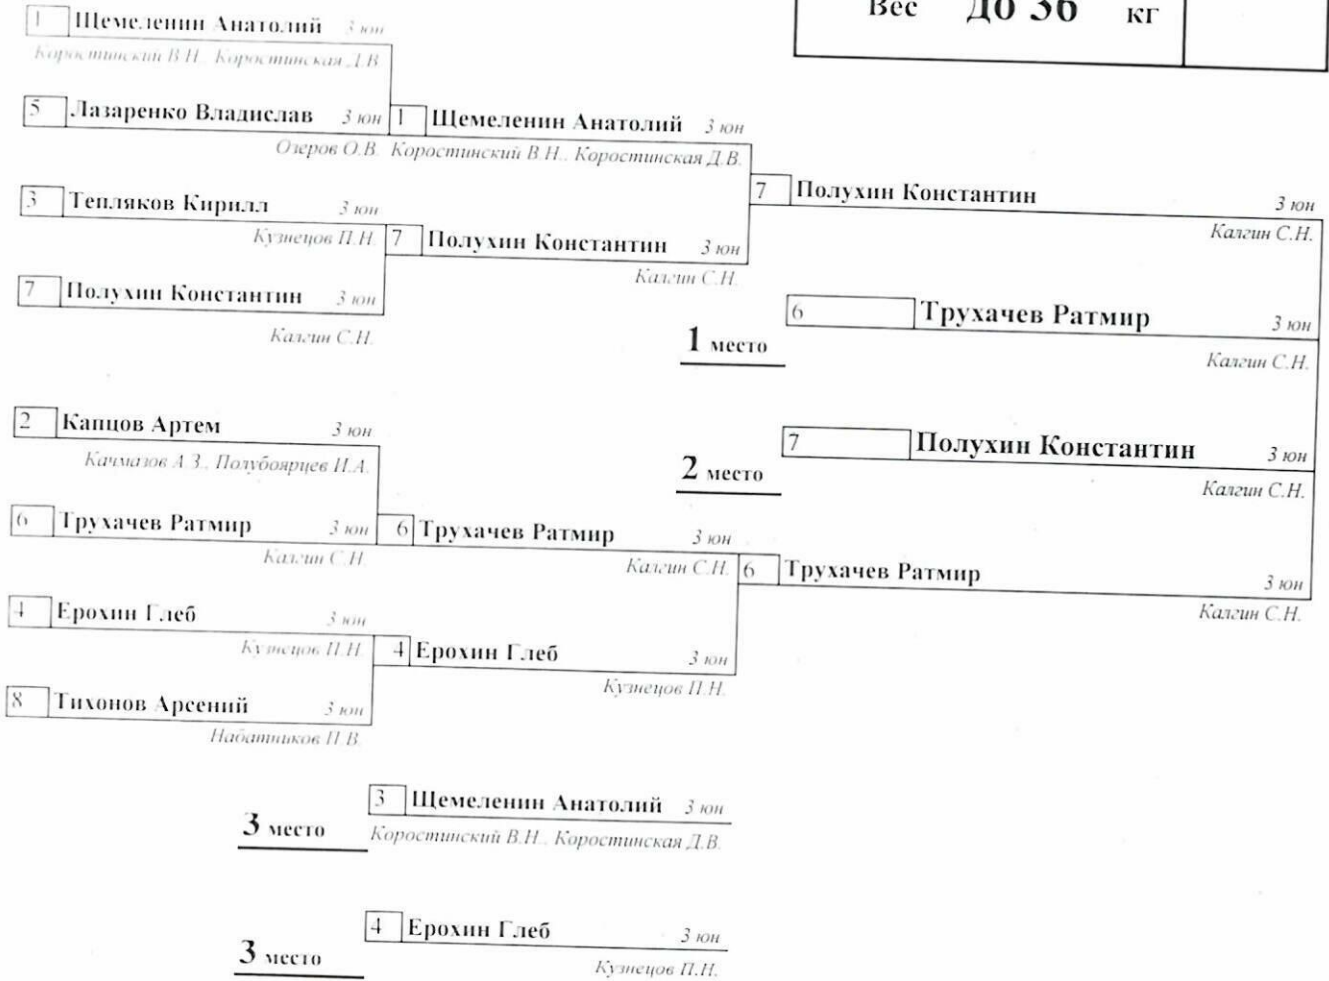 Вес до 36 кг
1 Щемеленин Анатолий 3 юн
Коростинский В.Н., Коростинская Д.В.
5 Лазаренко Владислав 3 юн
Озеров О.В.
1 Щемеленин Анатолий 3 юн
Коростинский В.Н., Коростинская Д.В.
3 Тепляков Кирилл 3 юн
Кузнецов П.Н.
7 Полухин Константин 3 юн
Калгин С.Н.
7 Полухин Константин 3 юн
Калгин С.Н.
7 Полухин Константин 3 юн
Калгин С.Н.
6 Трухачев Ратмир 3 юн
1 место
Калгин С.Н.
2 Капцов Артем 3 юн
Качмазов А.З., Полубоярцев И.А.
7 Полухин Константин 3 юн
2 место
Калгин С.Н.
6 Трухачев Ратмир 3 юн
Калгин С.Н.
6 Трухачев Ратмир 3 юн
Калгин С.Н.
6 Трухачев Ратмир 3 юн
Калгин С.Н.
4 Ерохин Глеб 3 юн
Кузнецов П.Н.
4 Ерохин Глеб 3 юн
Кузнецов П.Н.
8 Тихонов Арсений 3 юн
Набатников П.В.
3 место
3 Щемеленин Анатолий 3 юн
Коростинский В.Н., Коростинская Д.В.
3 место
4 Ерохин Глеб 3 юн
Кузнецов П.Н.